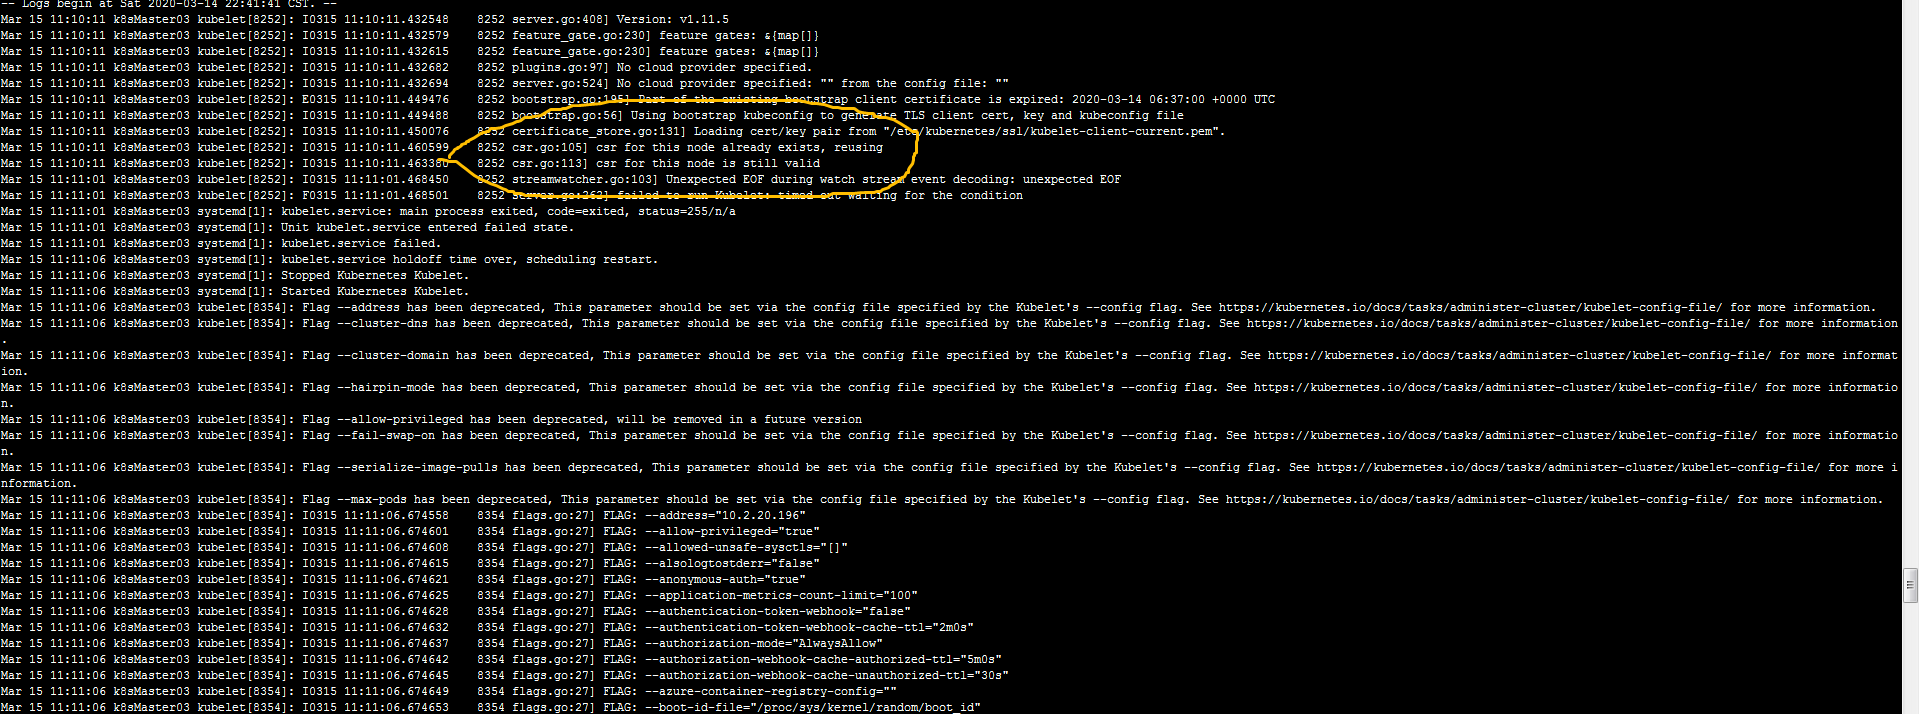 -- Logs begin at Sat 2020-03-14 22:41:41 CST. --
Mar 15 11:10:11 k8sMaster03 kubelet[8252]: I0315 11:10:11.432548    8252 server.go:408] Version: v1.11.5
Mar 15 11:10:11 k8sMaster03 kubelet[8252]: I0315 11:10:11.432579    8252 feature_gate.go:230] feature gates: &{map[]}
Mar 15 11:10:11 k8sMaster03 kubelet[8252]: I0315 11:10:11.432615    8252 feature_gate.go:230] feature gates: &{map[]}
Mar 15 11:10:11 k8sMaster03 kubelet[8252]: I0315 11:10:11.432682    8252 plugins.go:97] No cloud provider specified.
Mar 15 11:10:11 k8sMaster03 kubelet[8252]: I0315 11:10:11.432694    8252 server.go:524] No cloud provider specified: "" from the config file: ""
Mar 15 11:10:11 k8sMaster03 kubelet[8252]: E0315 11:10:11.449476    8252 bootstrap.go:195] Part of the existing bootstrap client certificate is expired: 2020-03-14 06:37:00 +0000 UTC
Mar 15 11:10:11 k8sMaster03 kubelet[8252]: I0315 11:10:11.449488    8252 bootstrap.go:56] Using bootstrap kubeconfig to generate TLS client cert, key and kubeconfig file
Mar 15 11:10:11 k8sMaster03 kubelet[8252]: I0315 11:10:11.450076    8252 certificate_store.go:131] Loading cert/key pair from "/etc/kubernetes/ssl/kubelet-client-current.pem".
Mar 15 11:10:11 k8sMaster03 kubelet[8252]: I0315 11:10:11.460599    8252 csr.go:105] csr for this node already exists, reusing
Mar 15 11:10:11 k8sMaster03 kubelet[8252]: I0315 11:10:11.463380    8252 csr.go:113] csr for this node is still valid
Mar 15 11:11:01 k8sMaster03 kubelet[8252]: I0315 11:11:01.468450    8252 streamwatcher.go:103] Unexpected EOF during watch stream event decoding: unexpected EOF
Mar 15 11:11:01 k8sMaster03 kubelet[8252]: F0315 11:11:01.468501    8252 server.go:262] failed to run Kubelet: timed out waiting for the condition
Mar 15 11:11:01 k8sMaster03 systemd[1]: kubelet.service: main process exited, code=exited, status=255/n/a
Mar 15 11:11:01 k8sMaster03 systemd[1]: Unit kubelet.service entered failed state.
Mar 15 11:11:01 k8sMaster03 systemd[1]: kubelet.service failed.
Mar 15 11:11:06 k8sMaster03 systemd[1]: kubelet.service holdoff time over, scheduling restart.
Mar 15 11:11:06 k8sMaster03 systemd[1]: Stopped Kubernetes Kubelet.
Mar 15 11:11:06 k8sMaster03 systemd[1]: Started Kubernetes Kubelet.
Mar 15 11:11:06 k8sMaster03 kubelet[8354]: Flag --address has been deprecated, This parameter should be set via the config file specified by the Kubelet's --config flag. See https://kubernetes.io/docs/tasks/administer-cluster/kubelet-config-file/ for more information.
Mar 15 11:11:06 k8sMaster03 kubelet[8354]: Flag --cluster-dns has been deprecated, This parameter should be set via the config file specified by the Kubelet's --config flag. See https://kubernetes.io/docs/tasks/administer-cluster/kubelet-config-file/ for more information
.
Mar 15 11:11:06 k8sMaster03 kubelet[8354]: Flag --cluster-domain has been deprecated, This parameter should be set via the config file specified by the Kubelet's --config flag. See https://kubernetes.io/docs/tasks/administer-cluster/kubelet-config-file/ for more informat
ion.
Mar 15 11:11:06 k8sMaster03 kubelet[8354]: Flag --hairpin-mode has been deprecated, This parameter should be set via the config file specified by the Kubelet's --config flag. See https://kubernetes.io/docs/tasks/administer-cluster/kubelet-config-file/ for more informatio
n.
Mar 15 11:11:06 k8sMaster03 kubelet[8354]: Flag --allow-privileged has been deprecated, will be removed in a future version
Mar 15 11:11:06 k8sMaster03 kubelet[8354]: Flag --fail-swap-on has been deprecated, This parameter should be set via the config file specified by the Kubelet's --config flag. See https://kubernetes.io/docs/tasks/administer-cluster/kubelet-config-file/ for more informatio
n.
Mar 15 11:11:06 k8sMaster03 kubelet[8354]: Flag --serialize-image-pulls has been deprecated, This parameter should be set via the config file specified by the Kubelet's --config flag. See https://kubernetes.io/docs/tasks/administer-cluster/kubelet-config-file/ for more i
nformation.
Mar 15 11:11:06 k8sMaster03 kubelet[8354]: Flag --max-pods has been deprecated, This parameter should be set via the config file specified by the Kubelet's --config flag. See https://kubernetes.io/docs/tasks/administer-cluster/kubelet-config-file/ for more information.
Mar 15 11:11:06 k8sMaster03 kubelet[8354]: I0315 11:11:06.674558    8354 flags.go:27] FLAG: --address="10.2.20.196"
Mar 15 11:11:06 k8sMaster03 kubelet[8354]: I0315 11:11:06.674601    8354 flags.go:27] FLAG: --allow-privileged="true"
Mar 15 11:11:06 k8sMaster03 kubelet[8354]: I0315 11:11:06.674608    8354 flags.go:27] FLAG: --allowed-unsafe-sysctls="[]"
Mar 15 11:11:06 k8sMaster03 kubelet[8354]: I0315 11:11:06.674615    8354 flags.go:27] FLAG: --alsologtostderr="false"
Mar 15 11:11:06 k8sMaster03 kubelet[8354]: I0315 11:11:06.674621    8354 flags.go:27] FLAG: --anonymous-auth="true"
Mar 15 11:11:06 k8sMaster03 kubelet[8354]: I0315 11:11:06.674625    8354 flags.go:27] FLAG: --application-metrics-count-limit="100"
Mar 15 11:11:06 k8sMaster03 kubelet[8354]: I0315 11:11:06.674628    8354 flags.go:27] FLAG: --authentication-token-webhook="false"
Mar 15 11:11:06 k8sMaster03 kubelet[8354]: I0315 11:11:06.674632    8354 flags.go:27] FLAG: --authentication-token-webhook-cache-ttl="2m0s"
Mar 15 11:11:06 k8sMaster03 kubelet[8354]: I0315 11:11:06.674637    8354 flags.go:27] FLAG: --authorization-mode="AlwaysAllow"
Mar 15 11:11:06 k8sMaster03 kubelet[8354]: I0315 11:11:06.674642    8354 flags.go:27] FLAG: --authorization-webhook-cache-authorized-ttl="5m0s"
Mar 15 11:11:06 k8sMaster03 kubelet[8354]: I0315 11:11:06.674645    8354 flags.go:27] FLAG: --authorization-webhook-cache-unauthorized-ttl="30s"
Mar 15 11:11:06 k8sMaster03 kubelet[8354]: I0315 11:11:06.674649    8354 flags.go:27] FLAG: --azure-container-registry-config=""
Mar 15 11:11:06 k8sMaster03 kubelet[8354]: I0315 11:11:06.674653    8354 flags.go:27] FLAG: --boot-id-file="/proc/sys/kernel/random/boot_id"